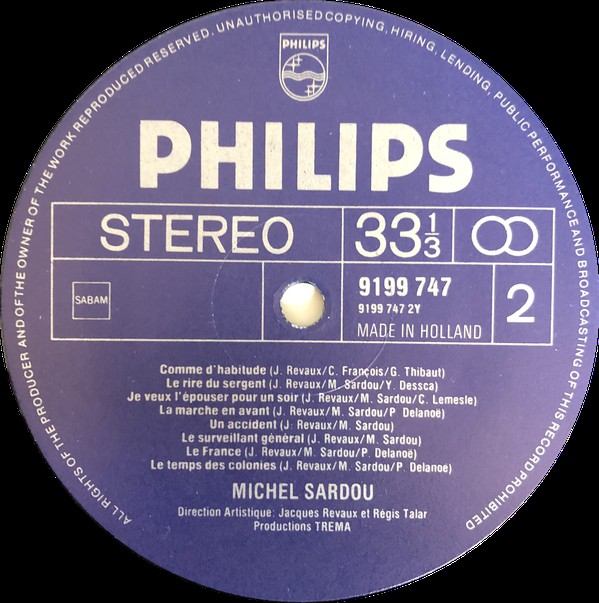 ALL RIGHTS OF THE PRODUCER AND OF THE OWNER OF THE WORK REPRODUCED RESERVED. UNAUTHORISED COPYING, HIRING, LENDING, PUBLIC PERFORMANCE AND BROADCASTING OF THIS RECORD PROHIBITED
PHILIPS
PHILIPS
STEREO 33 1/3
SABAM
9199 747
9199 747 2Y
MADE IN HOLLAND
2
Comme d'habitude (J. Revaux/C. François/G. Thibaut)
Le rire du sergent (J. Revaux/M. Sardou/Y. Dessca)
Je veux l'épouser pour un soir (J. Revaux/M. Sardou/C. Lemesle)
La marche en avant (J. Revaux/M. Sardou/P. Delanoë)
Un accident (J. Revaux/M. Sardou)
Le surveillant général (J. Revaux/M. Sardou)
Le France (J. Revaux/M. Sardou/P. Delanoë)
Le temps des colonies (J. Revaux/M. Sardou/P. Delanoë)
MICHEL SARDOU
Direction Artistique: Jacques Revaux et Régis Talar
Productions TREMA